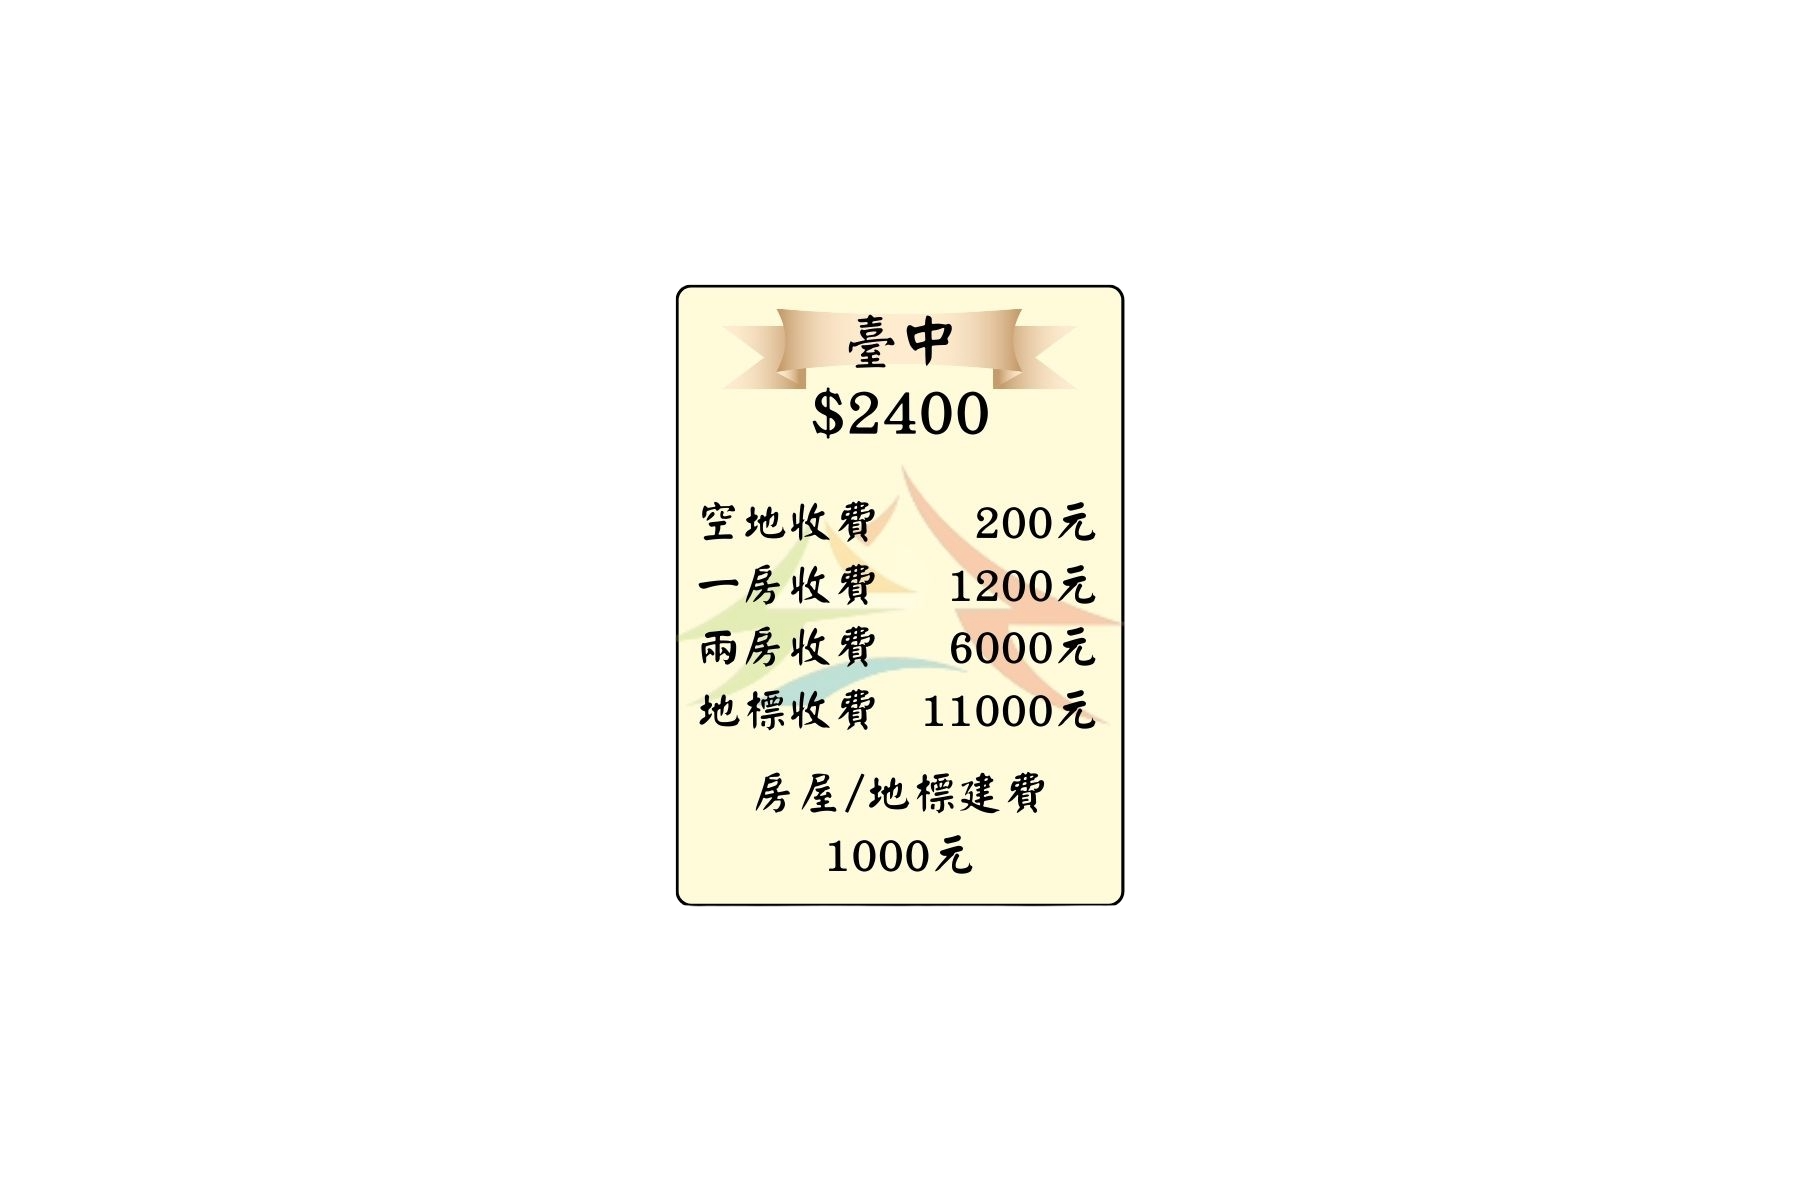 臺中
$2400
空地收費 200元
一房收費 1200元
兩房收費 6000元
地標收費 11000元
房屋/地標建費
1000元